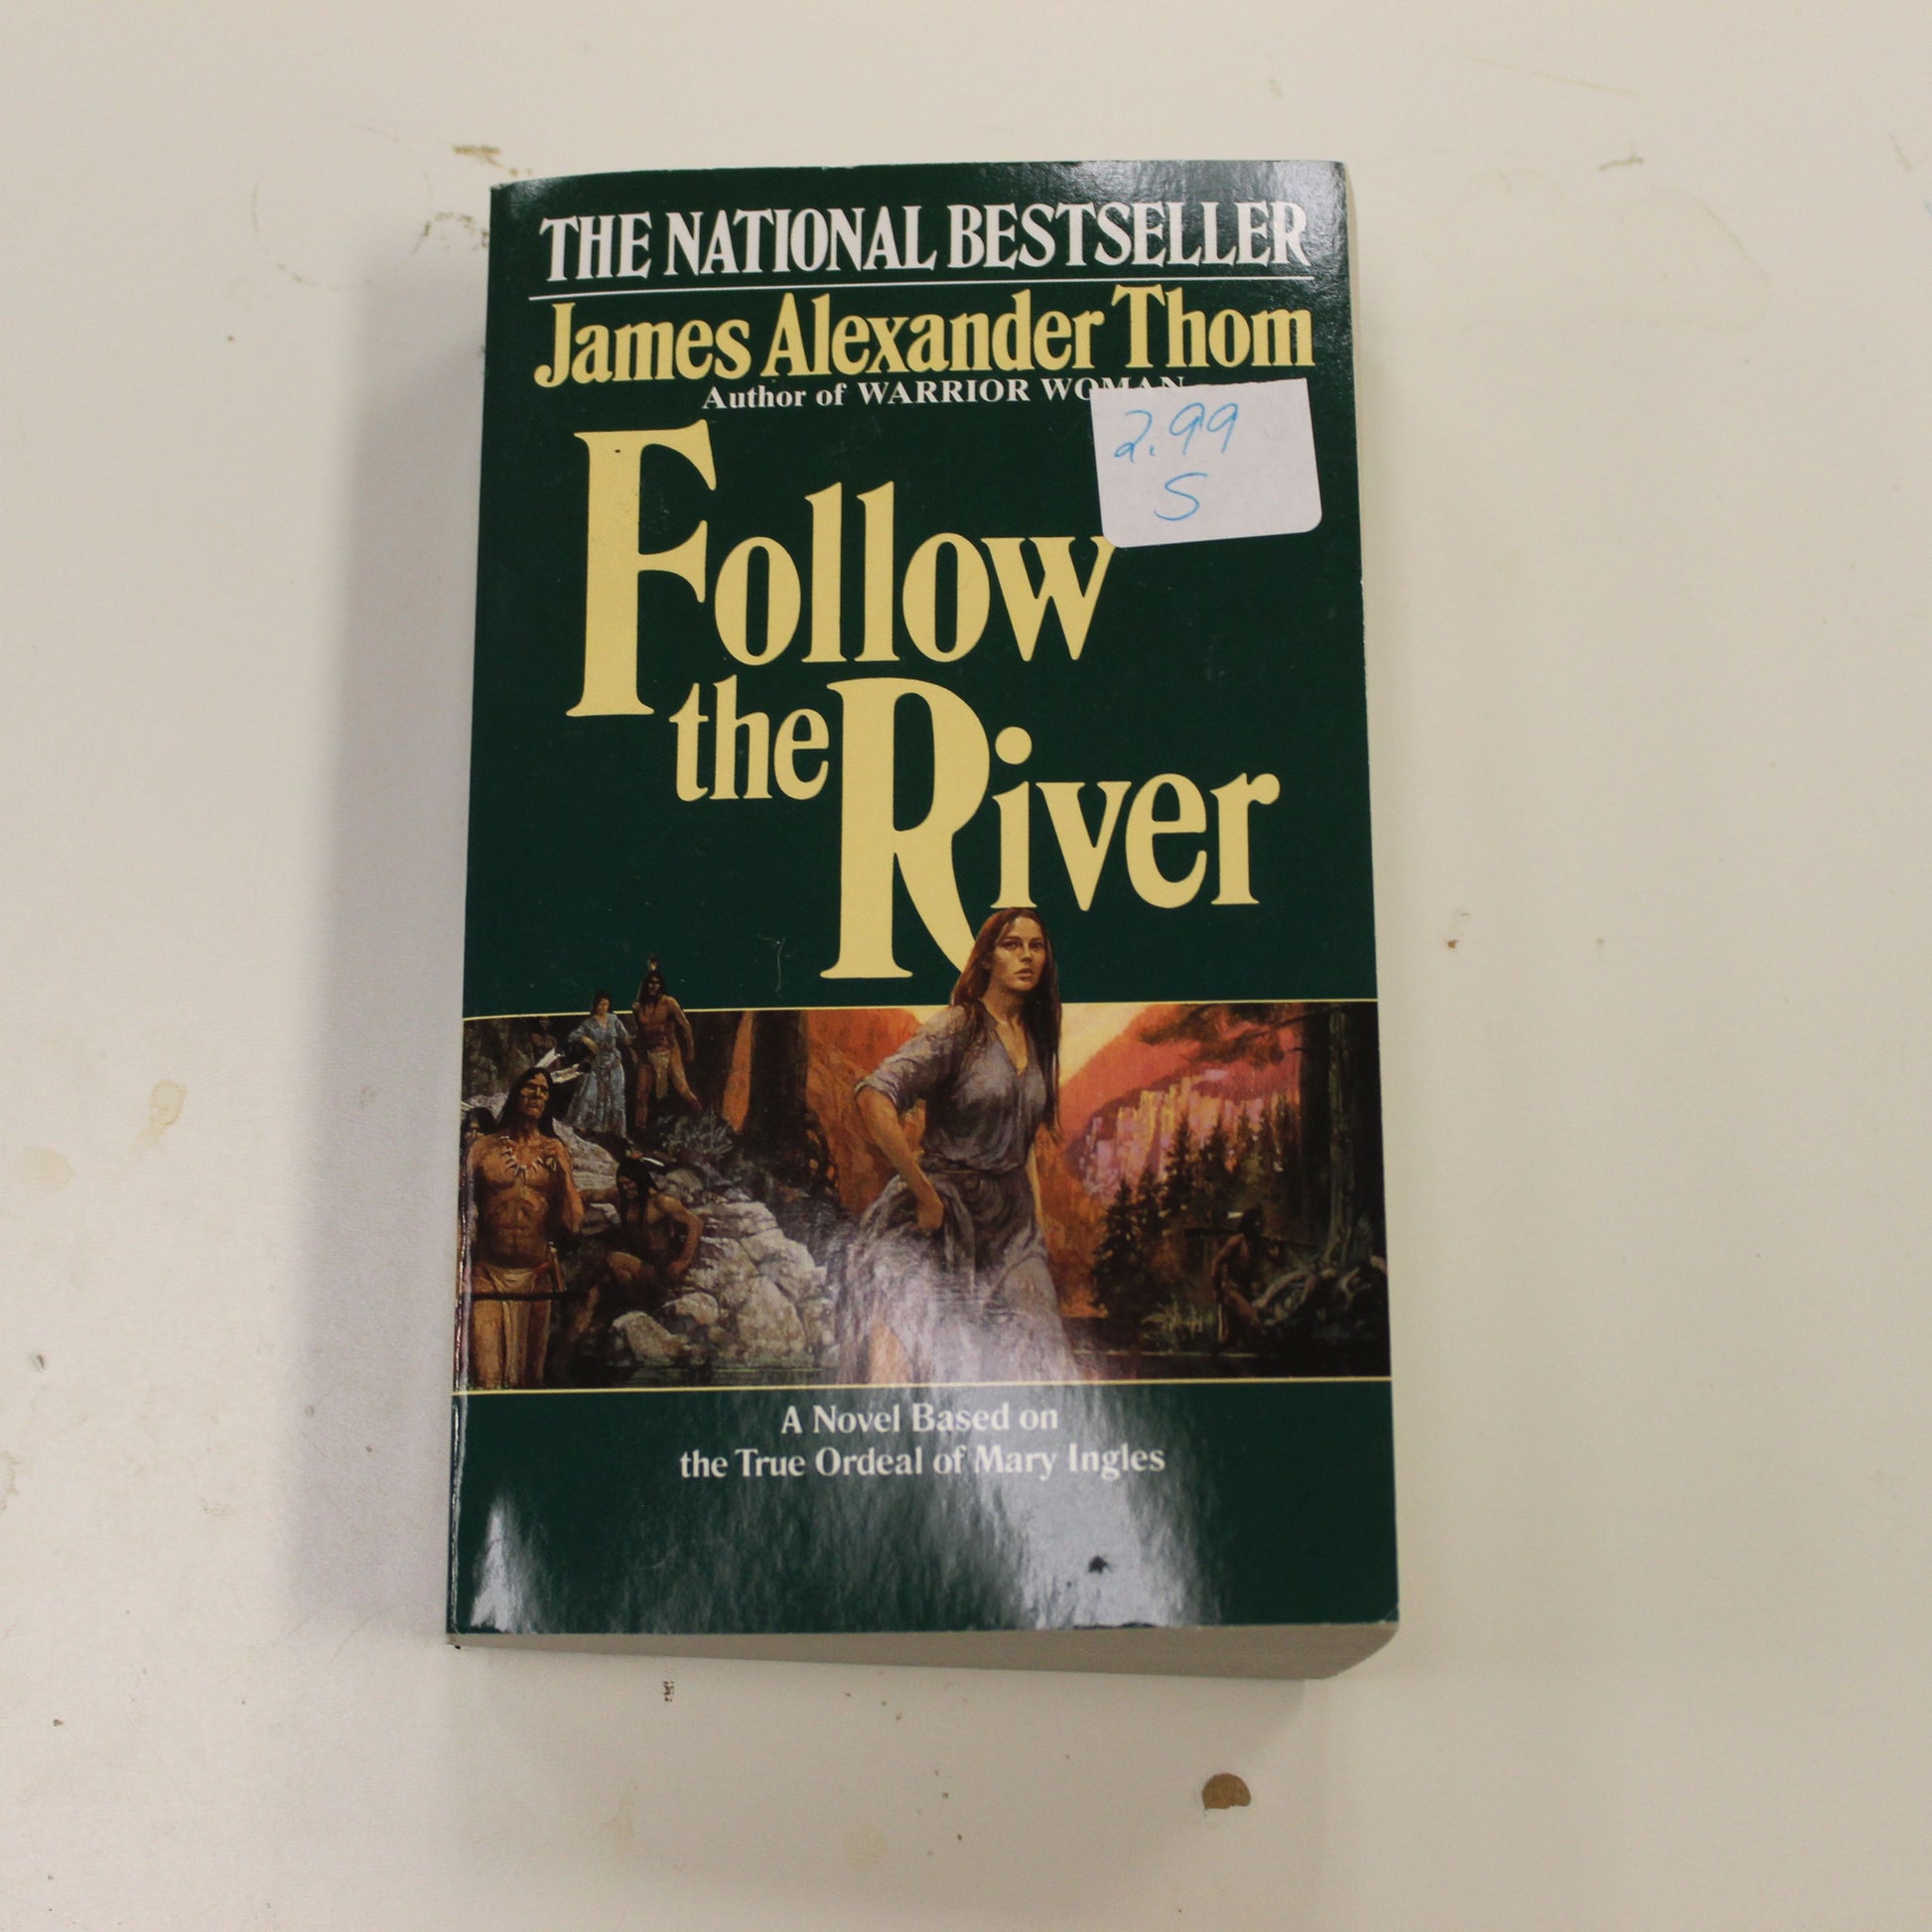 THE NATIONAL BESTSELLER
James Alexander Thom
Author of WARRIOR WOMAN
2.99
S
Follow
the River
A Novel Based on
the True Ordeal of Mary Ingles